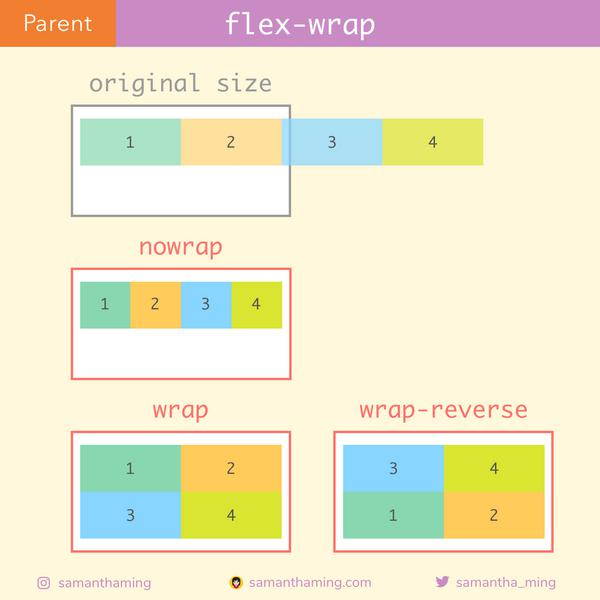 Parent
flex-wrap
original size
1 2 3 4
nowrap
1 2 3 4
wrap
1 2
3 4
wrap-reverse
3 4
1 2
samanthaming
samanthaming.com
samantha_ming